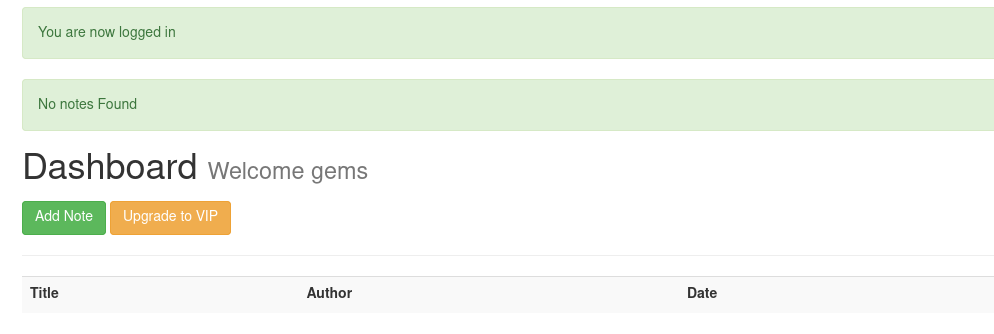 You are now logged in
No notes Found
Dashboard Welcome gems
Add Note Upgrade to VIP
Title Author Date